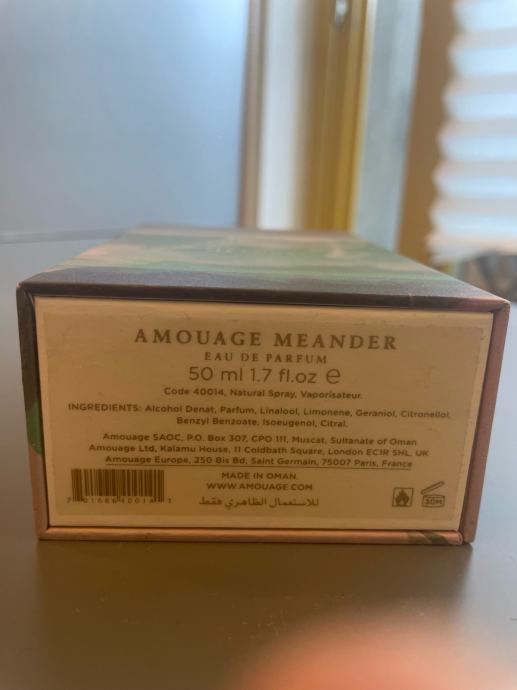 AMOUAGE MEANDER
EAU DE PARFUM
50 ml 1.7 fl.oz e
Code 40014, Natural Spray, Vaporisateur.
INGREDIENTS: Alcohol Denat, Parfum, Linalool, Limonene, Geraniol, Citronellol,
Benzyl Benzoate, Isoeugenol, Citral.
Amouage SAOC, P.O. Box 307, CPO 111, Muscat, Sultanate of Oman
Amouage Ltd, Kalamu House, 11 Coldbath Square, London EC1R 5HL, UK
Amouage Europe, 250 Bis Bd, Saint Germain, 75007 Paris, France
MADE IN OMAN
WWW.AMOUAGE.COM
للاستعمال الظاهري فقط
30M